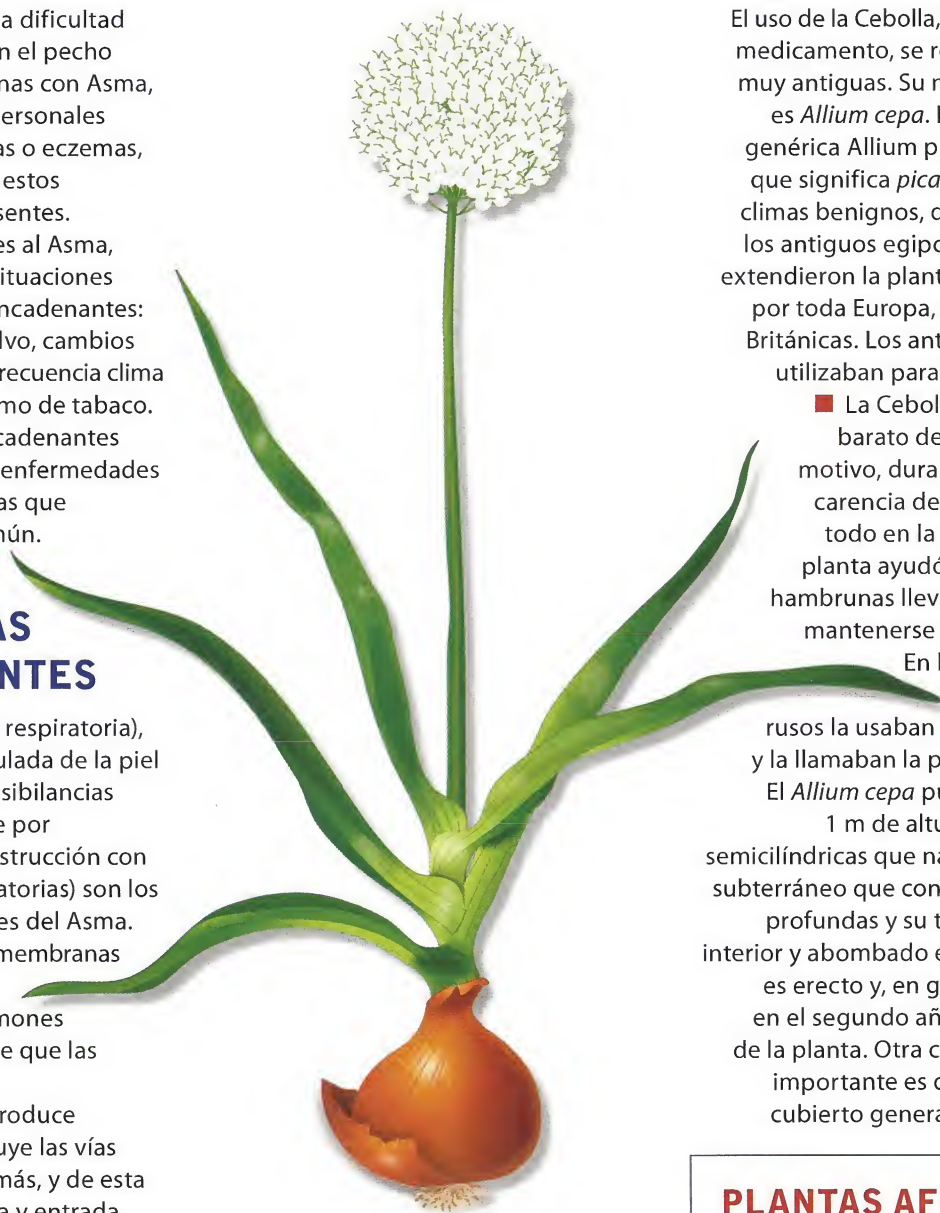 a dificultad
n el pecho
nas con Asma,
ersonales
as o eczemas,
estos
sentes.
es al Asma,
ituaciones
ncadenantes:
lvo, cambios
recuencia clima
mo de tabaco.
cadenantes
enfermedades
as que
nún.
AS
NTES
respiratoria),
ulada de la piel
sibilancias
e por
strucción con
atorias) son los
es del Asma.
membranas
nones
e que las
roduce
uye las vías
más, y de esta
a y entrada
El uso de la Cebolla,
medicamento, se r
muy antiguas. Su n
es Allium cepa.
genérica Allium p
que significa pica
climas benignos,
los antiguos egipc
extendieron la plant
por toda Europa,
Británicas. Los ant
utilizaban para
■ La Cebol
barato de
motivo, dura
carencia de
todo en la
planta ayudó
hambrunas llev
mantenerse
En l
rusos la usaban
y la llamaban la p
El Allium cepa pu
1 m de altu
semicilíndricas que na
subterráneo que con
profundas y su t
interior y abombado e
es erecto y, en g
en el segundo añ
de la planta. Otra c
importante es
cubierto genera
PLANTAS AF